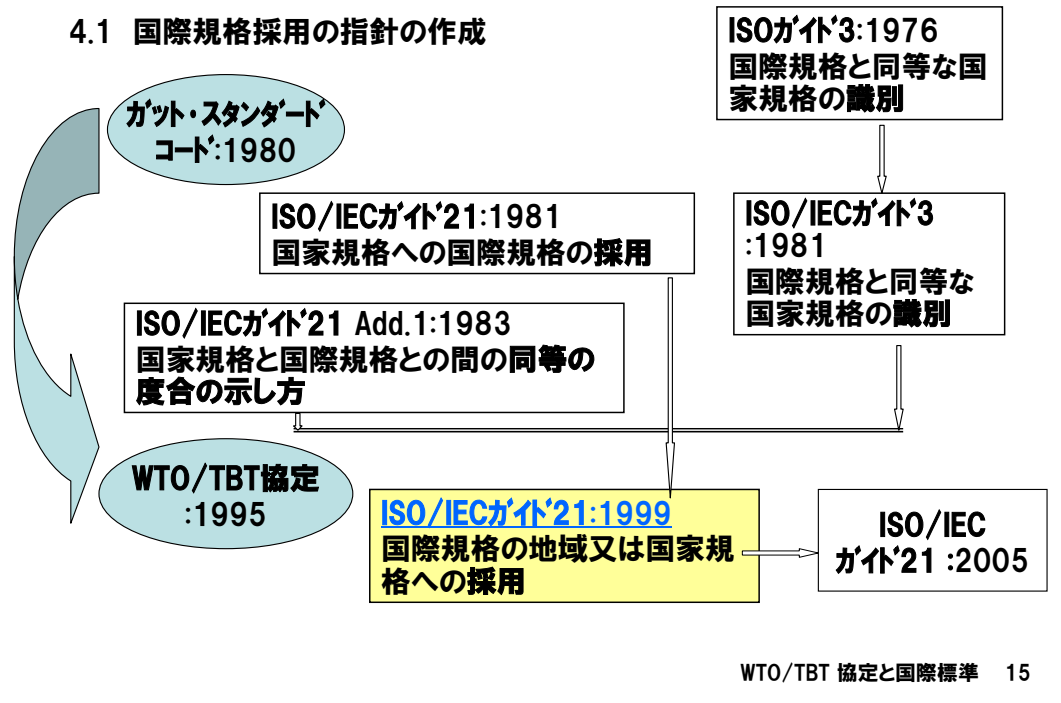 4.1 国際規格採用の指針の作成
ISOガイド3:1976
国際規格と同等な国
家規格の識別
ガット・スタンダード
コード:1980
ISO/IECガイド21:1981
国家規格への国際規格の採用
ISO/IECガイド3
:1981
国際規格と同等な
国家規格の識別
ISO/IECガイド21 Add.1:1983
国家規格と国際規格との間の同等の
度合の示し方
WTO/TBT協定
:1995
ISO/IECガイド21:1999
国際規格の地域又は国家規
格への採用
ISO/IEC
ガイド21 :2005
WTO/TBT 協定と国際標準 15